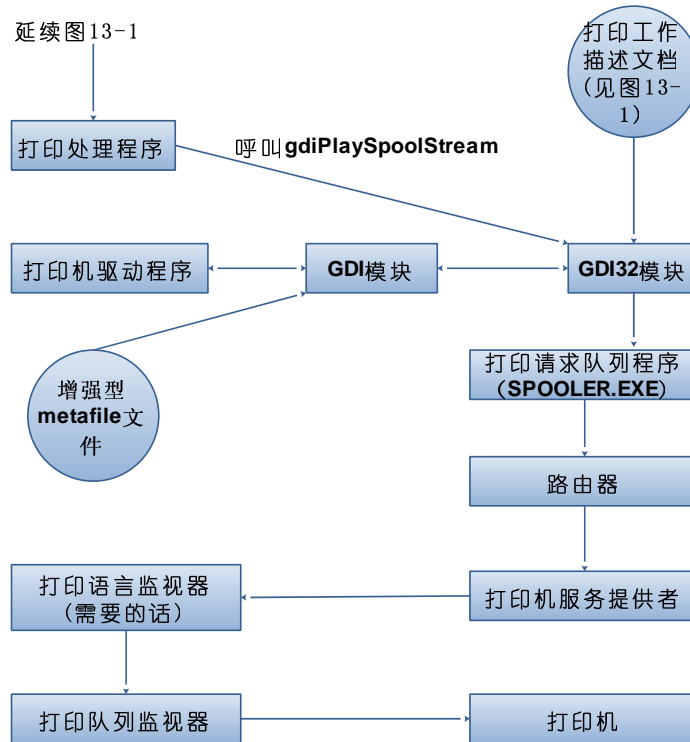 延续图13-1
打印工作
描述文档
(见图13-
1)
打印处理程序
呼叫gdiPlaySpoolStream
打印机驱动程序
GDI模块
GDI32模块
打印请求队列程序
(SPOOLER.EXE)
增强型
metafile文
件
路由器
打印语言监视器
(需要的话)
打印机服务提供者
打印队列监视器
打印机